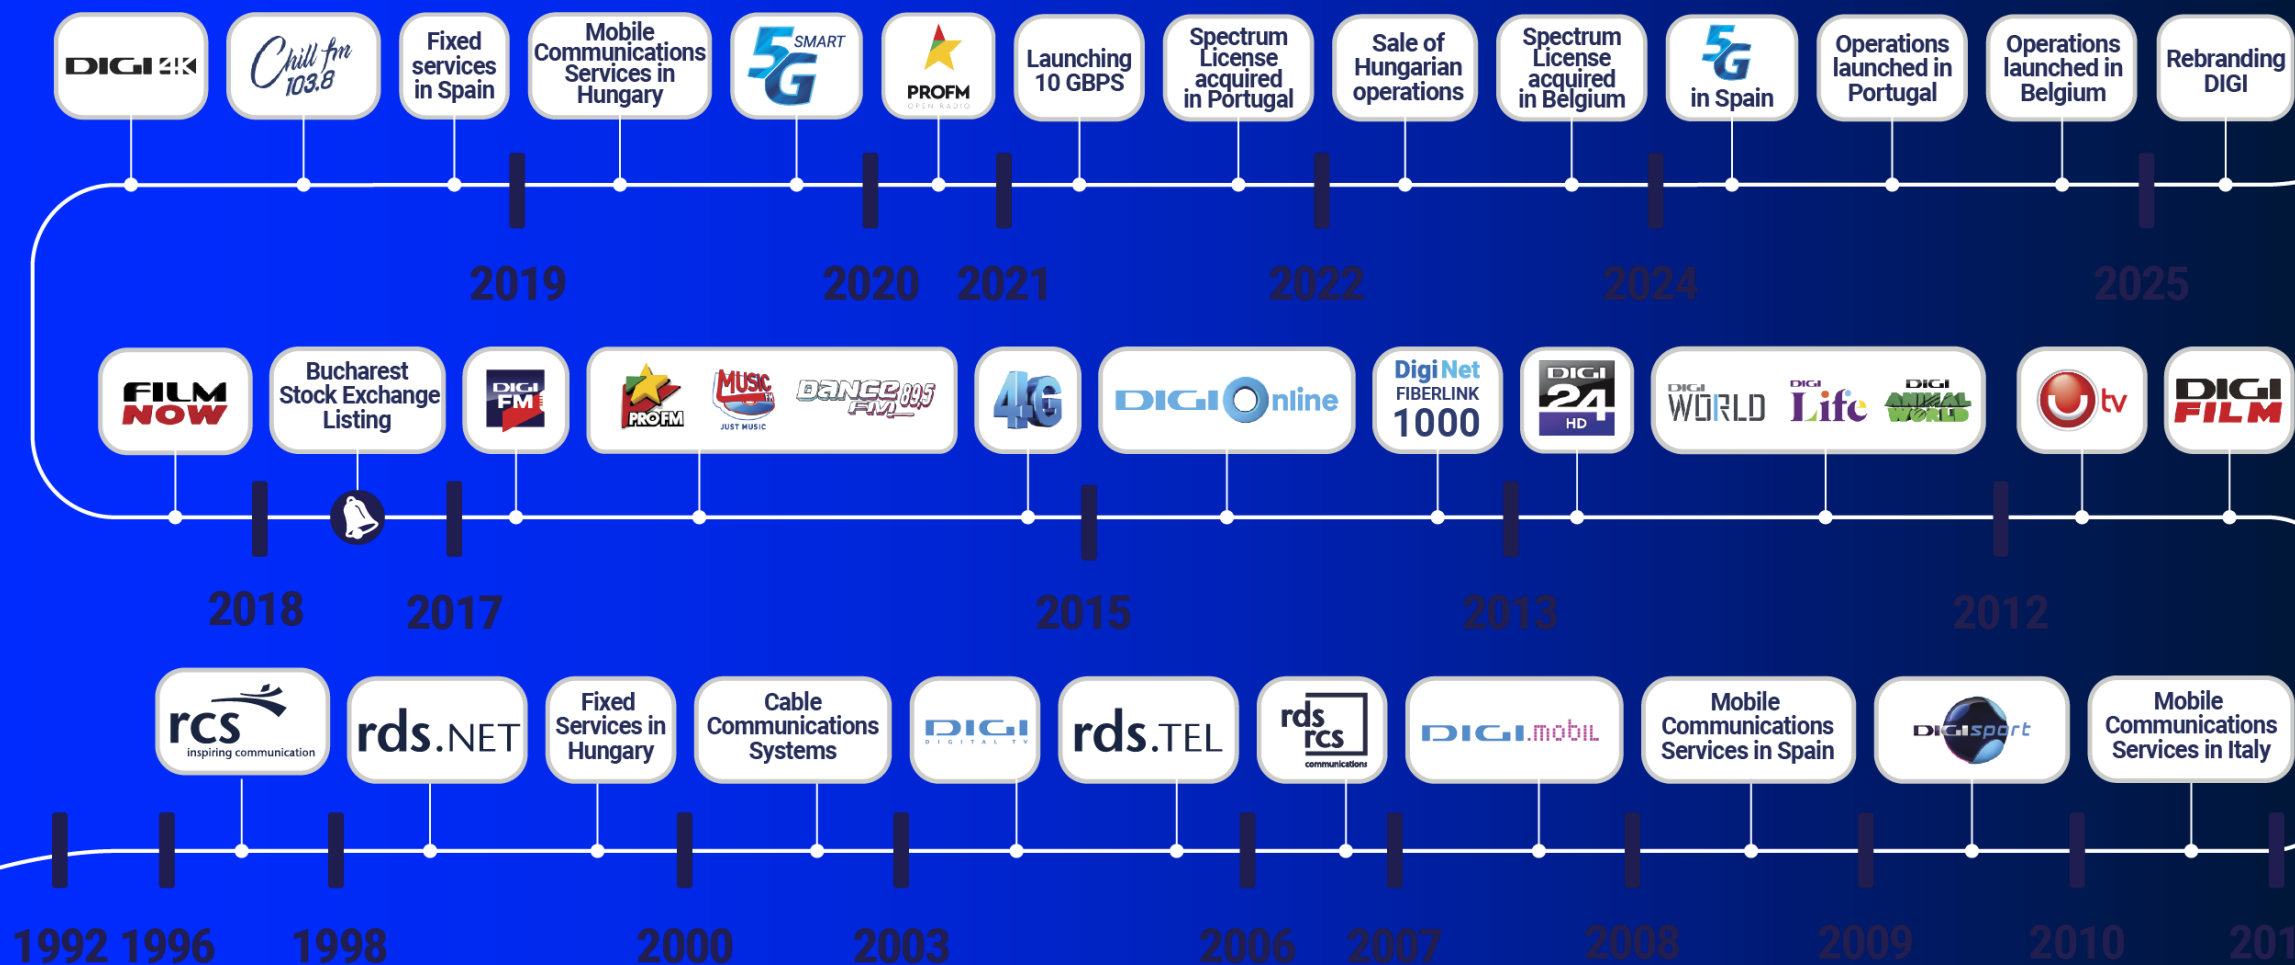 DIGI 4K
Chill fm
103.8
Fixed
services
in Spain
Mobile
Communications
Services in
Hungary
5G SMART
PROFM
OPEN RADIO
Launching
10 GBPS
Spectrum
License
acquired
in Portugal
Sale of
Hungarian
operations
Spectrum
License
acquired
in Belgium
5G
in Spain
Operations
launched in
Portugal
Operations
launched in
Belgium
Rebranding
DIGI
2019
2020
2021
2022
2024
2025
FILM
NOW
Bucharest
Stock Exchange
Listing
DIGI
FM
PROFM
MUSIC
JUST MUSIC
DANCE
FM 89,5
4G
DIGI Online
DigiNet
FIBERLINK
1000
DIGI
24
HD
DIGI
WORLD
DIGI
Life
DIGI
ANIMAL
WORLD
U tv
DIGI
FILM
2018
2017
2015
2013
2012
rcs
inspiring communication
rds.NET
Fixed
Services in
Hungary
Cable
Communications
Systems
DIGI
DIGITAL TV
rds.TEL
rds
rcs
communications
DIGI.mobil
Mobile
Communications
Services in Spain
DIGIsport
Mobile
Communications
Services in Italy
1992
1996
1998
2000
2003
2006
2007
2008
2009
2010
201